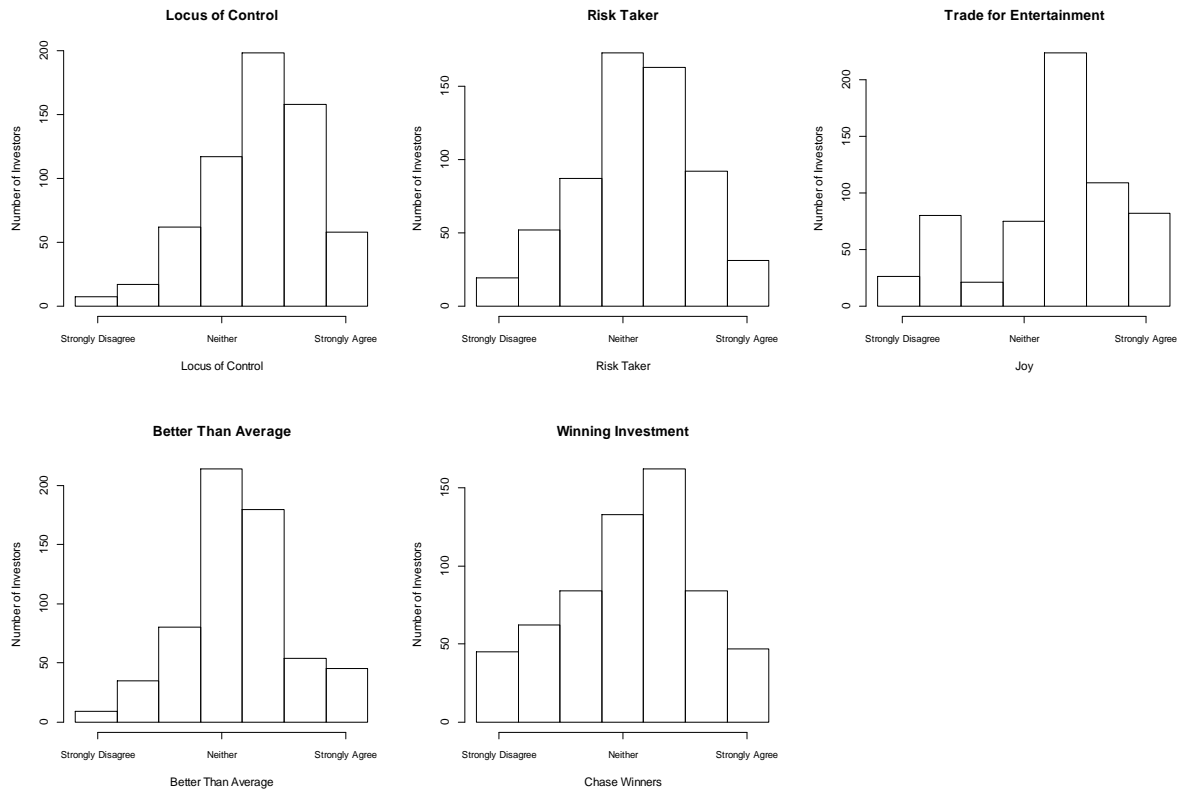 Locus of Control
Number of Investors
0
50
100
150
200
Strongly Disagree
Neither
Strongly Agree
Locus of Control
Risk Taker
Number of Investors
0
50
100
150
Strongly Disagree
Neither
Strongly Agree
Risk Taker
Trade for Entertainment
Number of Investors
0
50
100
150
200
Strongly Disagree
Neither
Strongly Agree
Joy
Better Than Average
Number of Investors
0
50
100
150
200
Strongly Disagree
Neither
Strongly Agree
Better Than Average
Winning Investment
Number of Investors
0
50
100
150
Strongly Disagree
Neither
Strongly Agree
Chase Winners